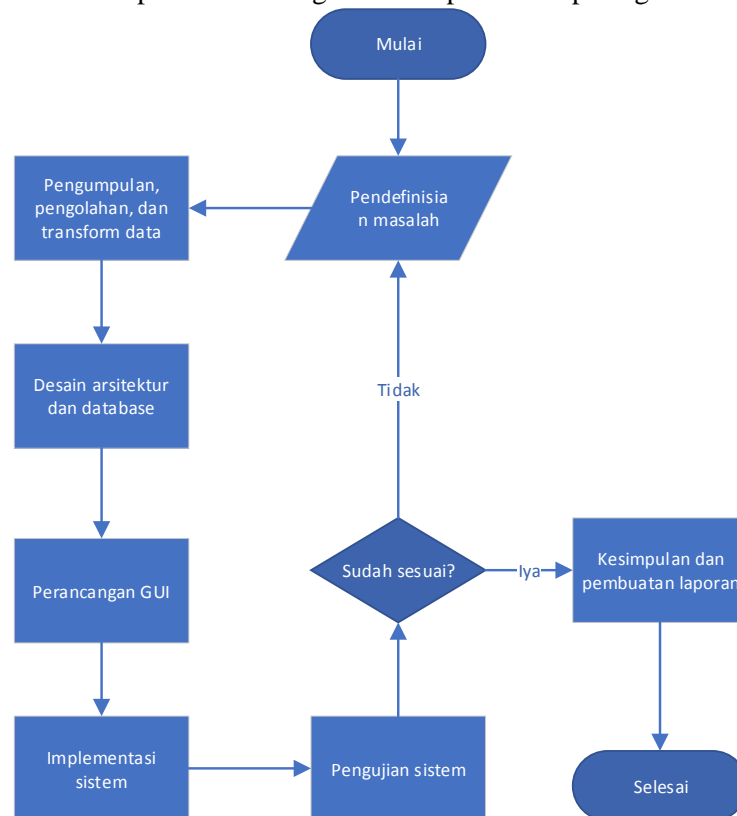 Mulai
Pendefinisia
n masalah
Pengumpulan,
pengolahan, dan
transform data
Desain arsitektur
dan database
Perancangan GUI
Implementasi
sistem
Pengujian sistem
Sudah sesuai?
Tidak
Iya
Kesimpulan dan
pembuatan laporan
Selesai